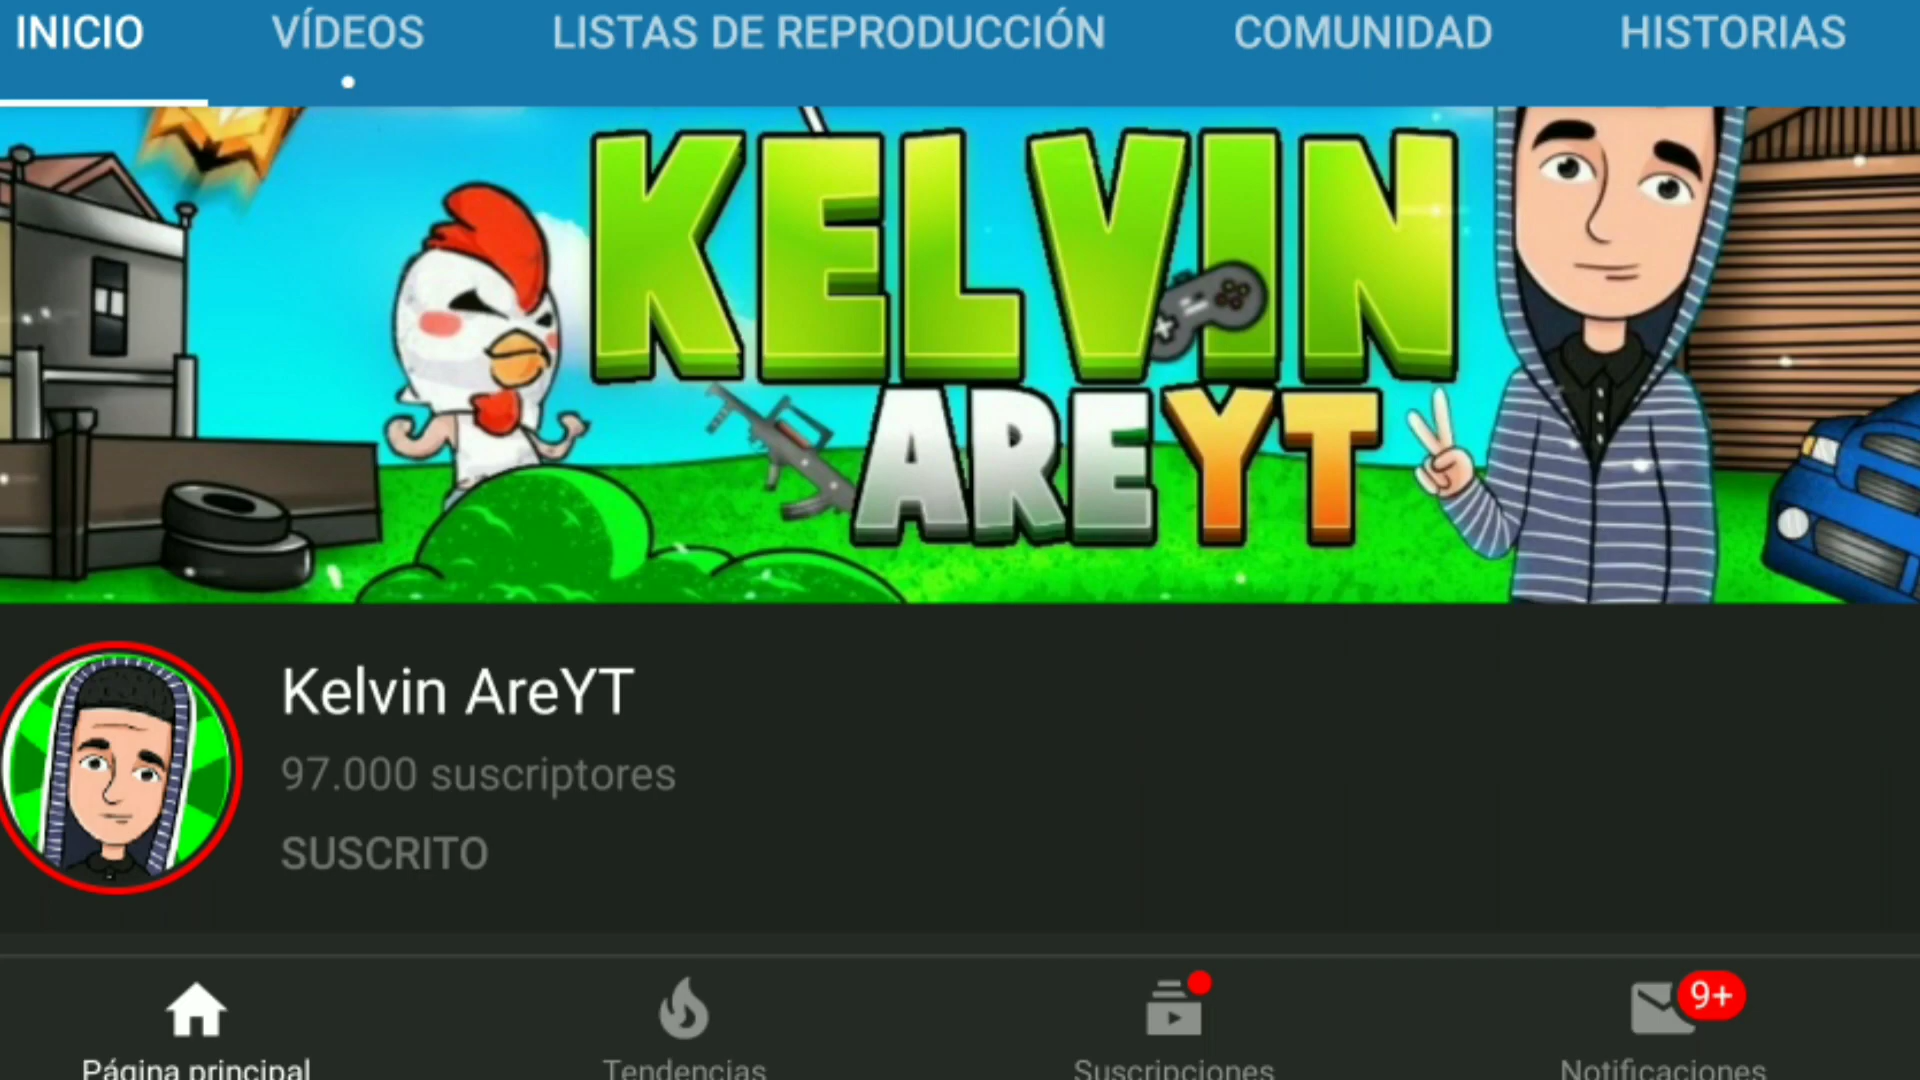 INICIO VÍDEOS LISTAS DE REPRODUCCIÓN COMUNIDAD HISTORIAS
KELVIN
AREYT
Kelvin AreYT
97.000 suscriptores
SUSCRITO
9+
Página principal Tendencias Suscripciones Notificaciones